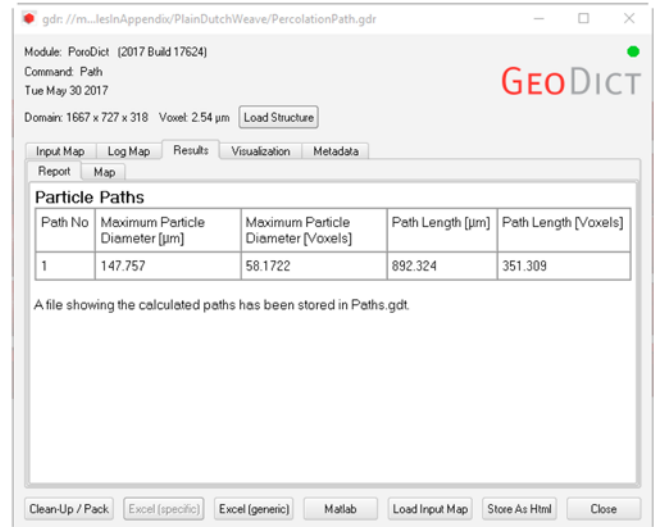 gdr: //m...lesInAppendix/PlainDutchWeave/PercolationPath.gdr
Module: PoroDict (2017 Build 17624)
Command: Path
Tue May 30 2017
GEODICT
Domain: 1667 x 727 x 318 Voxel: 2.54 µm Load Structure
Input Map Log Map Results Visualization Metadata
Report Map
Particle Paths
Path No Maximum Particle Diameter [µm] Maximum Particle Diameter [Voxels] Path Length [µm] Path Length [Voxels]
1 147.757 58.1722 892.324 351.309
A file showing the calculated paths has been stored in Paths.gdt.
Clean-Up / Pack Excel (specific) Excel (generic) Matlab Load Input Map Store As Html Close